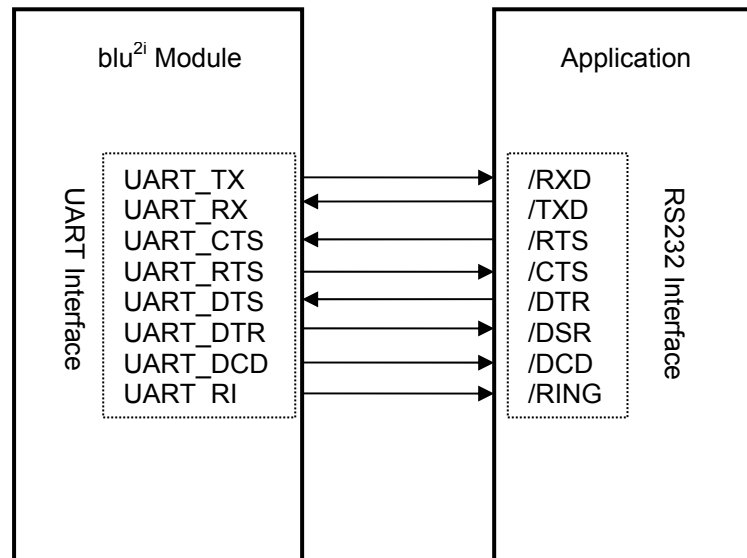 blu2i Module
Application
UART Interface
UART_TX
UART_RX
UART_CTS
UART_RTS
UART_DTS
UART_DTR
UART_DCD
UART_RI
/RXD
/TXD
/RTS
/CTS
/DTR
/DSR
/DCD
/RING
RS232 Interface